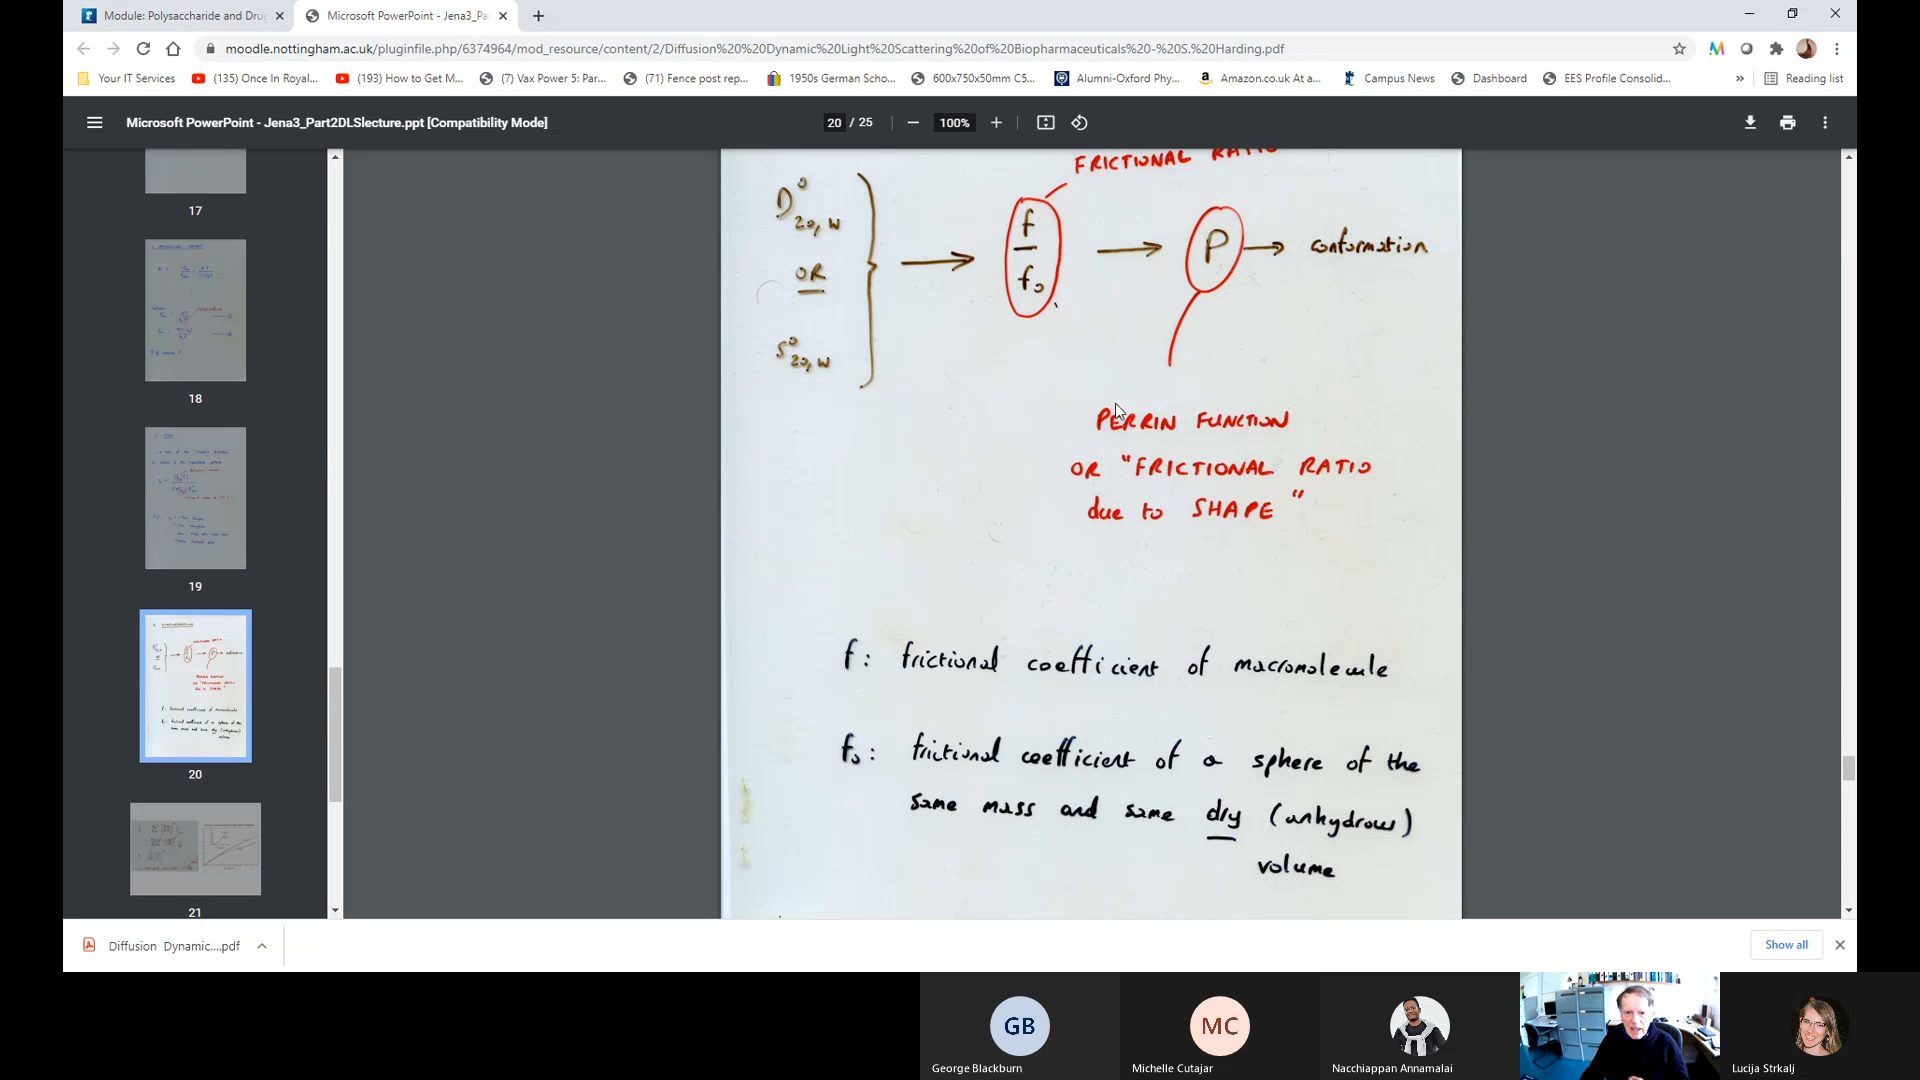 Module: Polysaccharide and Dru
Microsoft PowerPoint - Jena3_Pa
moodle.nottingham.ac.uk/pluginfile.php/6374964/mod_resource/content/2/Diffusion%20%20Dynamic%20Light%20Scattering%20of%20Biopharmaceuticals%20-%20S.%20Harding.pdf
Your IT Services
(135) Once In Royal...
(193) How to Get M...
(7) Vax Power 5: Par...
(71) Fence post rep...
1950s German Scho...
600x750x50mm C5...
Alumni-Oxford Phy...
Amazon.co.uk At a...
Campus News
Dashboard
EES Profile Consolid...
»
Reading list
Microsoft PowerPoint - Jena3_Part2DLSlecture.ppt [Compatibility Mode]
20 / 25
100%
17
18
19
20
21
FRICTIONAL RATIO
D⁰20,w
OR
S⁰20,w
f
f₀
P
conformation
PERRIN FUNCTION
OR "FRICTIONAL RATIO
due to SHAPE"
f: frictional coefficient of macromolecule
f₀: frictional coefficient of a sphere of the
same mass and same dry (anhydrous)
volume
Diffusion Dynamic....pdf
Show all
GB
MC
George Blackburn
Michelle Cutajar
Nacchiappan Annamalai
Lucija Strkalj